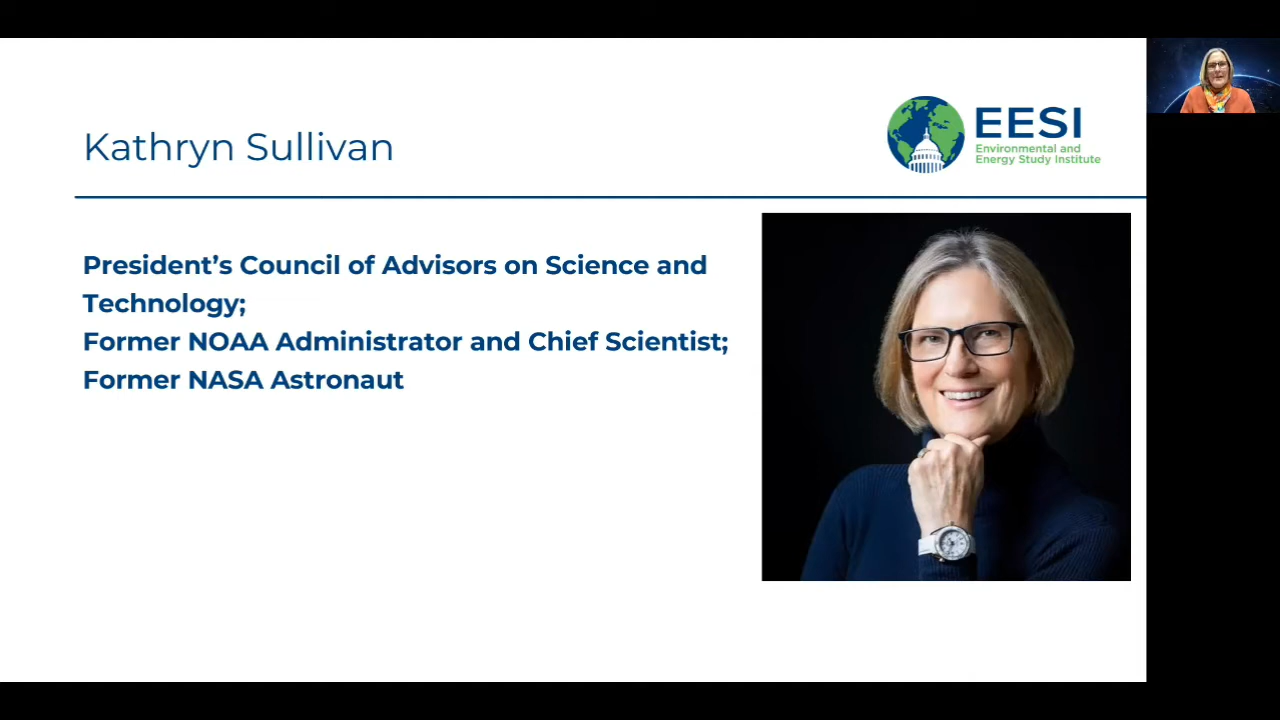 Kathryn Sullivan
EESI
Environmental and
Energy Study Institute
President’s Council of Advisors on Science and
Technology;
Former NOAA Administrator and Chief Scientist;
Former NASA Astronaut